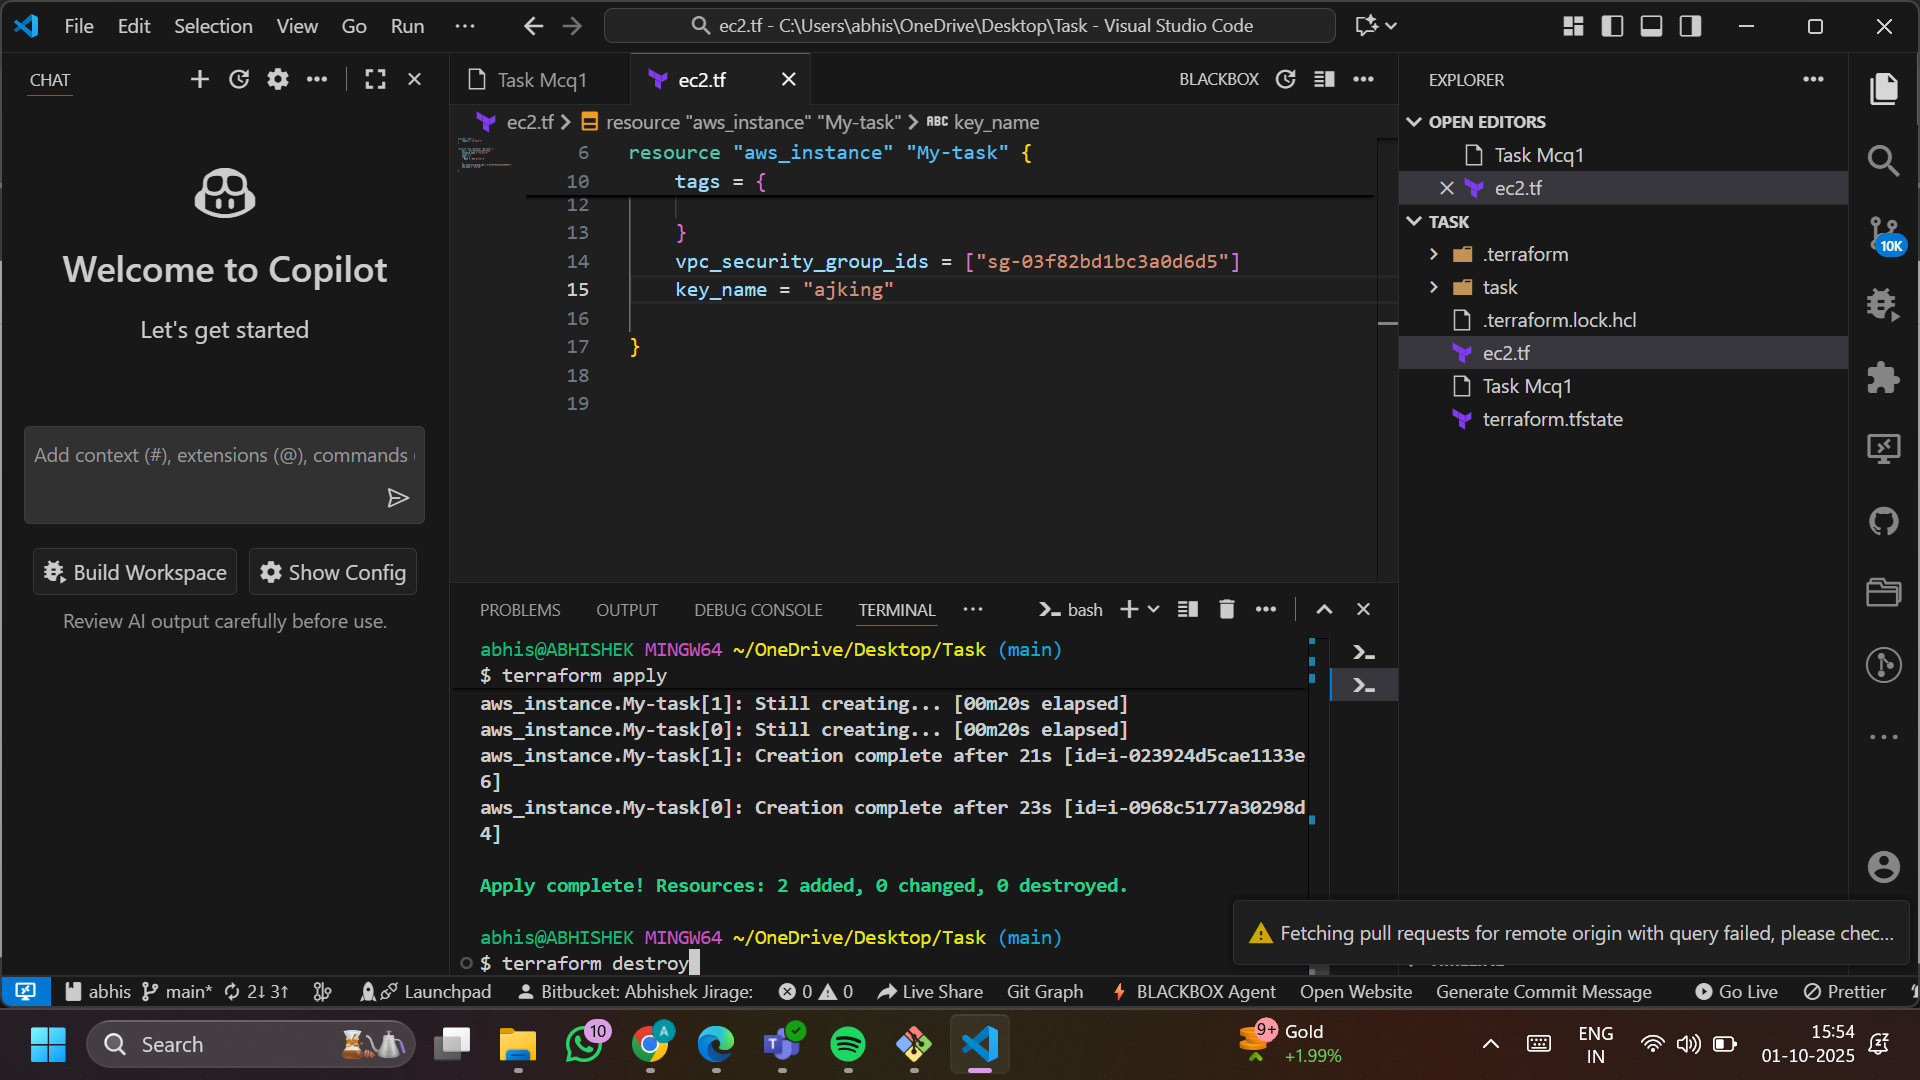 File Edit Selection View Go Run ···
ec2.tf - C:\Users\abhis\OneDrive\Desktop\Task - Visual Studio Code
CHAT
Welcome to Copilot
Let's get started
Add context (#), extensions (@), commands
Build Workspace
Show Config
Review AI output carefully before use.
Task Mcq1
ec2.tf
BLACKBOX
ec2.tf > resource "aws_instance" "My-task" > abc key_name
6 resource "aws_instance" "My-task" {
10 tags = {
12
13 }
14 vpc_security_group_ids = ["sg-03f82bd1bc3a0d6d5"]
15 key_name = "ajking"
16
17 }
18
19
PROBLEMS OUTPUT DEBUG CONSOLE TERMINAL ···
bash
abhis@ABHISHEK MINGW64 ~/OneDrive/Desktop/Task (main)
$ terraform apply
aws_instance.My-task[1]: Still creating... [00m20s elapsed]
aws_instance.My-task[0]: Still creating... [00m20s elapsed]
aws_instance.My-task[1]: Creation complete after 21s [id=i-023924d5cae1133e
6]
aws_instance.My-task[0]: Creation complete after 23s [id=i-0968c5177a30298d
4]
Apply complete! Resources: 2 added, 0 changed, 0 destroyed.
abhis@ABHISHEK MINGW64 ~/OneDrive/Desktop/Task (main)
$ terraform destroy
EXPLORER
OPEN EDITORS
Task Mcq1
ec2.tf
TASK
.terraform
task
.terraform.lock.hcl
ec2.tf
Task Mcq1
terraform.tfstate
10K
Fetching pull requests for remote origin with query failed, please chec...
abhis main* 2↓ 3↑ Launchpad Bitbucket: Abhishek Jirage: 0 0 Live Share Git Graph BLACKBOX Agent Open Website Generate Commit Message Go Live Prettier
Search
10
A
9+
Gold
+1.99%
ENG
IN
15:54
01-10-2025